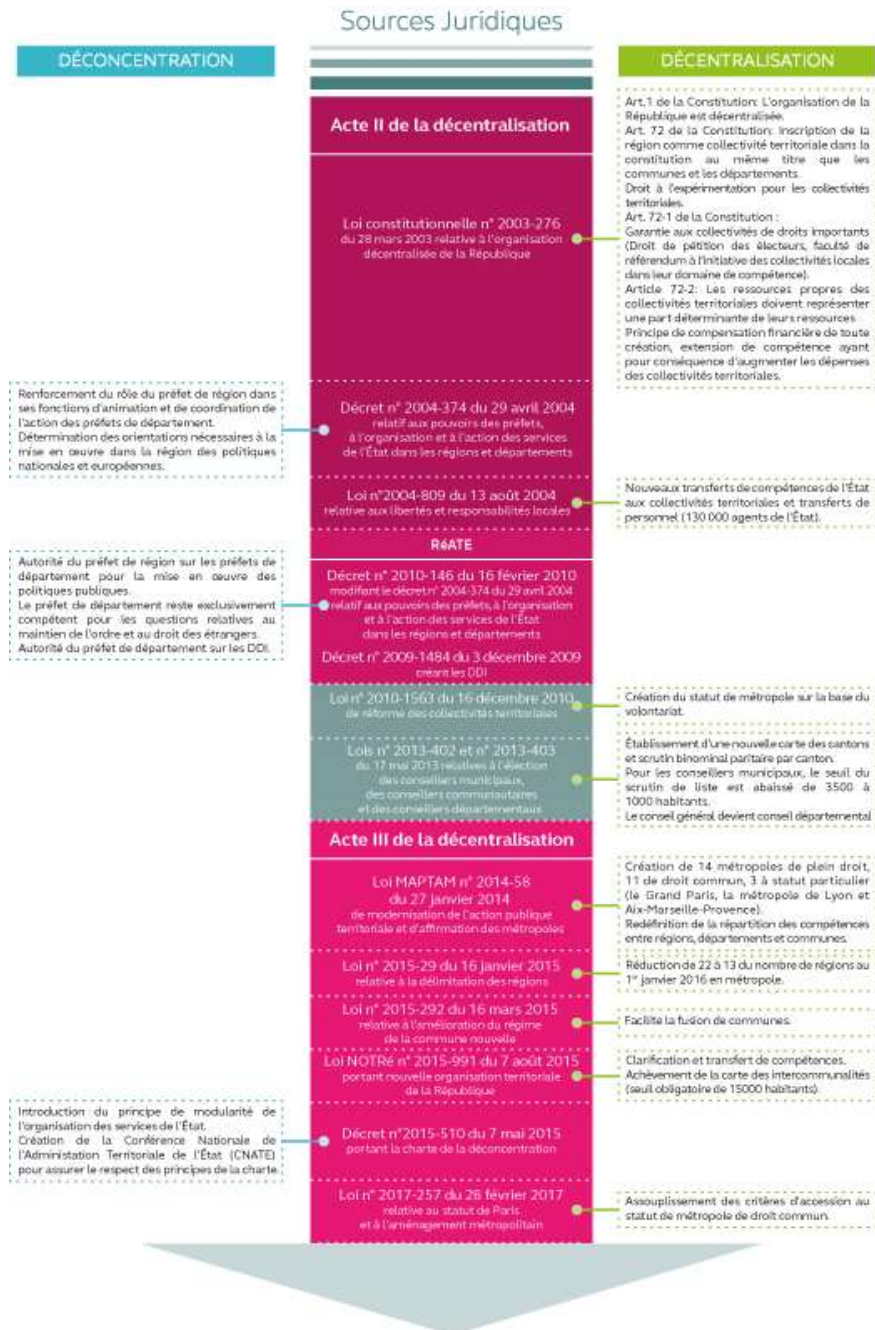 Sources Juridiques
DÉCONCENTRATION
DÉCENTRALISATION
Acte II de la décentralisation
Loi constitutionnelle n° 2003-276
du 28 mars 2003 relative à l'organisation
décentralisée de la République
Art.1 de la Constitution: L'organisation de la
République est décentralisée.
Art. 72 de la Constitution: Inscription de la
région comme collectivité territoriale dans la
constitution au même titre que les
communes et les départements.
Droit à l'expérimentation pour les collectivités
territoriales.
Art. 72-1 de la Constitution :
Garantie aux collectivités de droits importants
(Droit de pétition des électeurs, faculté de
référendum à l'initiative des collectivités locales
dans leur domaine de compétence).
Article 72-2: Les ressources propres des
collectivités territoriales doivent représenter
une part déterminante de leurs ressources
Principe de compensation financière de toute
création, extension de compétence ayant
pour conséquence d'augmenter les dépenses
des collectivités territoriales.
Renforcement du rôle du préfet de région dans
ses fonctions d'animation et de coordination de
l'action des préfets de département.
Détermination des orientations nécessaires à la
mise en œuvre dans la région des politiques
nationales et européennes.
Décret n° 2004-374 du 29 avril 2004
relatif aux pouvoirs des préfets,
à l'organisation et à l'action des services
de l'État dans les régions et départements
Loi n°2004-809 du 13 août 2004
relative aux libertés et responsabilités locales
Nouveaux transferts de compétences de l'État
aux collectivités territoriales et transferts de
personnel (130 000 agents de l'État).
RéATE
Autorité du préfet de région sur les préfets de
département pour la mise en œuvre des
politiques publiques.
Le préfet de département reste exclusivement
compétent pour les questions relatives au
maintien de l'ordre et au droit des étrangers.
Autorité du préfet de département sur les DDI.
Décret n° 2010-146 du 16 février 2010
modifiant le décret n° 2004-374 du 29 avril 2004
relatif aux pouvoirs des préfets, à l'organisation
et à l'action des services de l'État
dans les régions et départements
Décret n° 2009-1484 du 3 décembre 2009
créant les DDI
Loi n° 2010-1563 du 16 décembre 2010
de réforme des collectivités territoriales
Création du statut de métropole sur la base du
volontariat.
Lois n° 2013-402 et n° 2013-403
du 17 mai 2013 relatives à l'élection
des conseillers municipaux,
des conseillers communautaires
et des conseillers départementaux
Établissement d'une nouvelle carte des cantons
et scrutin binominal paritaire par canton.
Pour les conseillers municipaux, le seuil du
scrutin de liste est abaissé de 3500 à
1000 habitants.
Le conseil général devient conseil départemental
Acte III de la décentralisation
Loi MAPTAM n° 2014-58
du 27 janvier 2014
de modernisation de l'action publique
territoriale et d'affirmation des métropoles
Création de 14 métropoles de plein droit,
11 de droit commun, 3 à statut particulier
(le Grand Paris, la métropole de Lyon et
Aix-Marseille-Provence).
Redéfinition de la répartition des compétences
entre régions, départements et communes.
Loi n° 2015-29 du 16 janvier 2015
relative à la délimitation des régions
Réduction de 22 à 13 du nombre de régions au
1er janvier 2016 en métropole.
Loi n° 2015-292 du 16 mars 2015
relative à l'amélioration du régime
de la commune nouvelle
Facilite la fusion de communes.
Loi NOTRé n° 2015-991 du 7 août 2015
portant nouvelle organisation territoriale
de la République
Clarification et transfert de compétences.
Achèvement de la carte des intercommunalités
(seuil obligatoire de 15000 habitants).
Introduction du principe de modularité de
l'organisation des services de l'État.
Création de la Conférence Nationale de
l'Administation Territoriale de l'État (CNATE)
pour assurer le respect des principes de la charte
Décret n°2015-510 du 7 mai 2015
portant la charte de la déconcentration
Loi n° 2017-257 du 26 février 2017
relative au statut de Paris
et à l'aménagement métropolitain
Assouplissement des critères d'accession au
statut de métropole de droit commun.